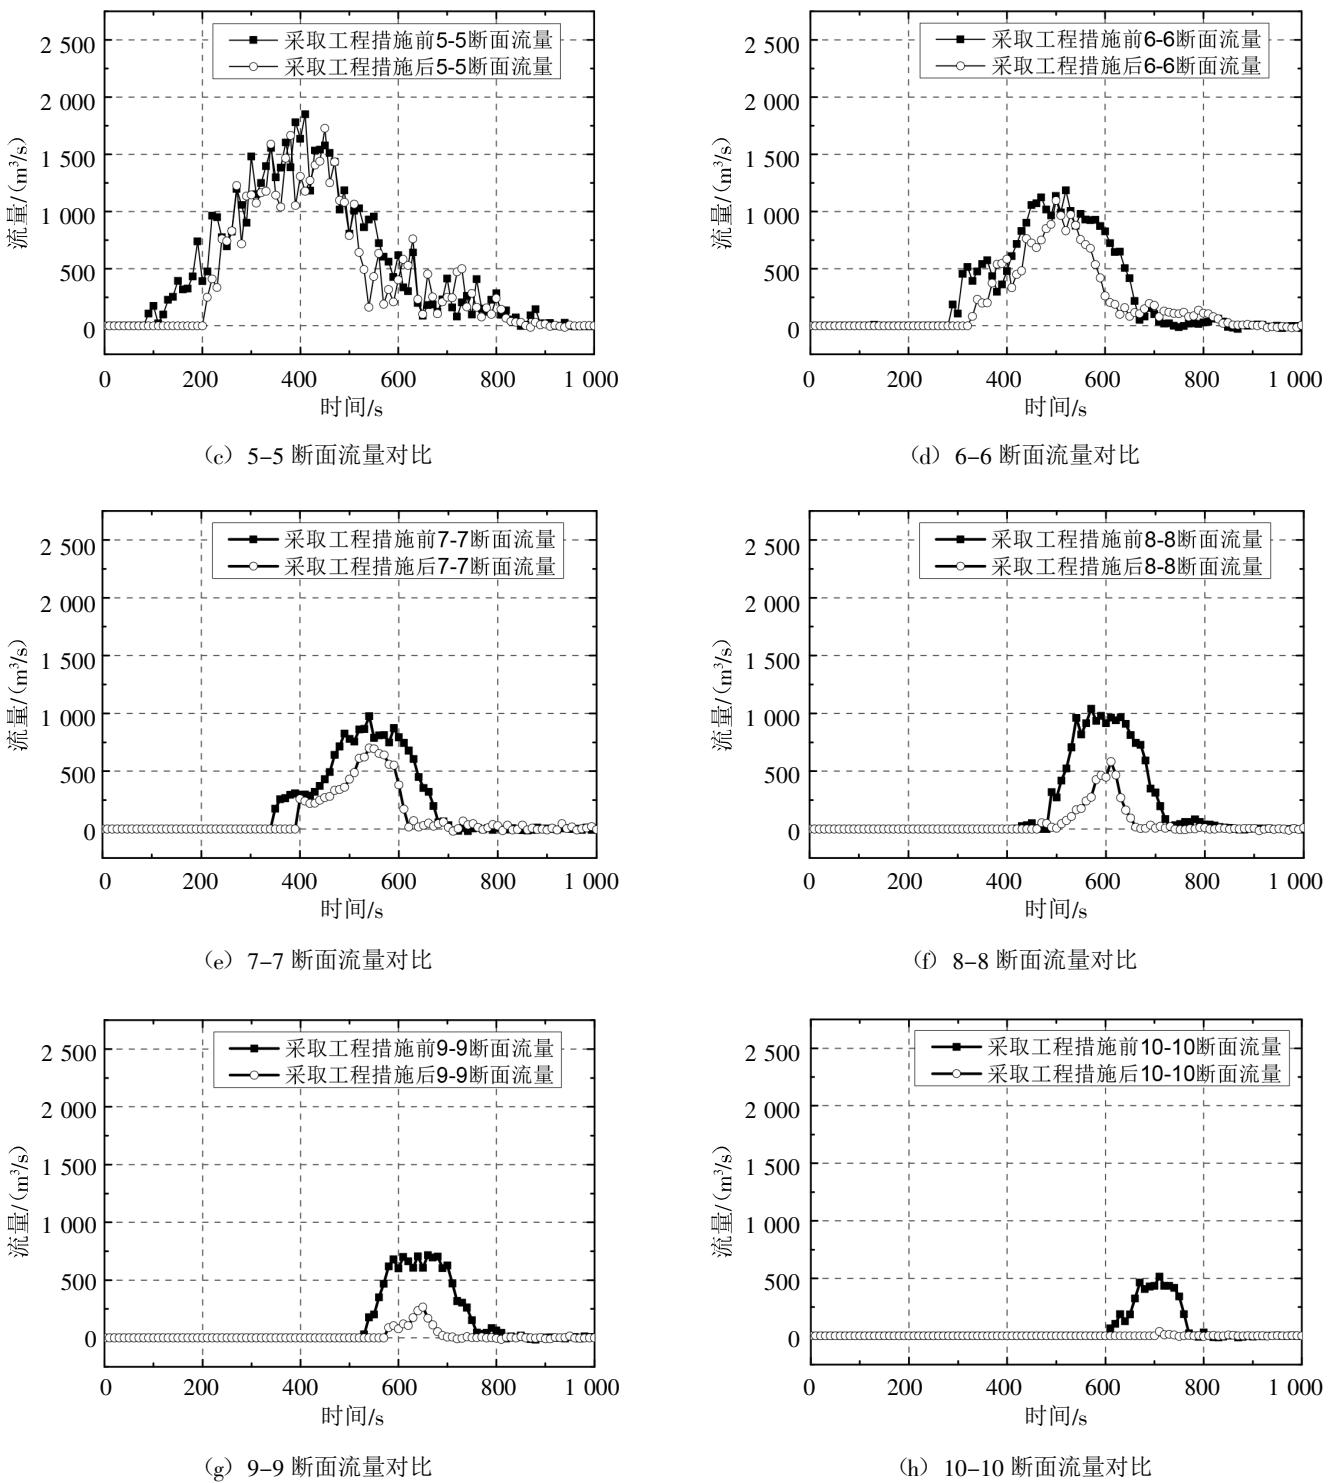 采取工程措施前5-5断面流量
采取工程措施后5-5断面流量
2 500
2 000
1 500
1 000
500
0
流量/(m³/s)
0 200 400 600 800 1 000
时间/s
(c) 5–5 断面流量对比
采取工程措施前6-6断面流量
采取工程措施后6-6断面流量
2 500
2 000
1 500
1 000
500
0
流量/(m³/s)
0 200 400 600 800 1 000
时间/s
(d) 6–6 断面流量对比
采取工程措施前7-7断面流量
采取工程措施后7-7断面流量
2 500
2 000
1 500
1 000
500
0
流量/(m³/s)
0 200 400 600 800 1 000
时间/s
(e) 7–7 断面流量对比
采取工程措施前8-8断面流量
采取工程措施后8-8断面流量
2 500
2 000
1 500
1 000
500
0
流量/(m³/s)
0 200 400 600 800 1 000
时间/s
(f) 8–8 断面流量对比
采取工程措施前9-9断面流量
采取工程措施后9-9断面流量
2 500
2 000
1 500
1 000
500
0
流量/(m³/s)
0 200 400 600 800 1 000
时间/s
(g) 9–9 断面流量对比
采取工程措施前10-10断面流量
采取工程措施后10-10断面流量
2 500
2 000
1 500
1 000
500
0
流量/(m³/s)
0 200 400 600 800 1 000
时间/s
(h) 10–10 断面流量对比